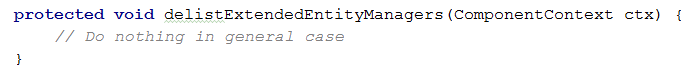 protected void delistExtendedEntityManagers(ComponentContext ctx) {
    // Do nothing in general case
}